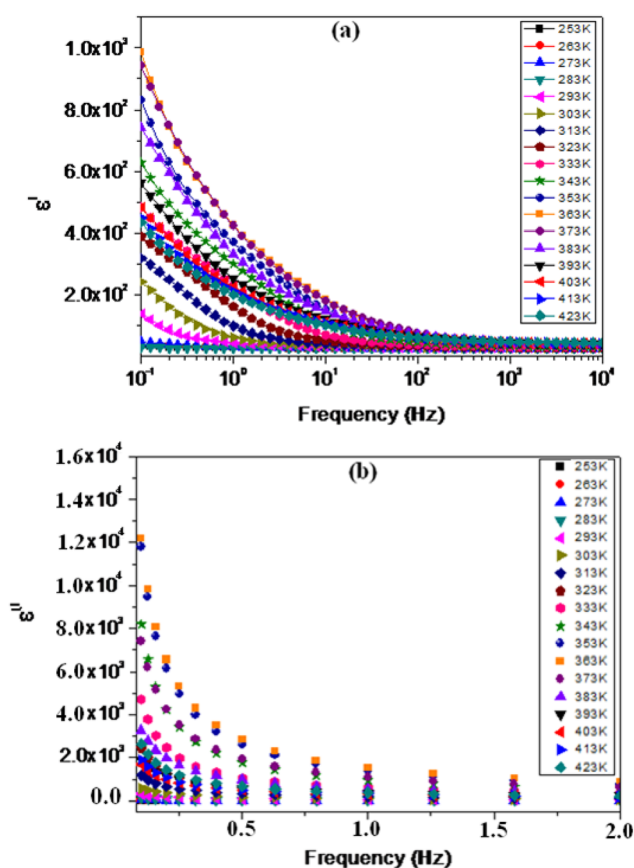 (a)
1.0x10³
8.0x10²
6.0x10²
4.0x10²
2.0x10²
ε^I
10⁻¹ 10⁰ 10¹ 10² 10³ 10⁴
Frequency (Hz)
253K
263K
273K
283K
293K
303K
313K
323K
333K
343K
353K
363K
373K
383K
393K
403K
413K
423K
(b)
1.6x10⁴
1.4x10⁴
1.2x10⁴
1.0x10⁴
8.0x10³
6.0x10³
4.0x10³
2.0x10³
0.0
ε^II
0.5 1.0 1.5 2.0
Frequency (Hz)
253K
263K
273K
283K
293K
303K
313K
323K
333K
343K
353K
363K
373K
383K
393K
403K
413K
423K